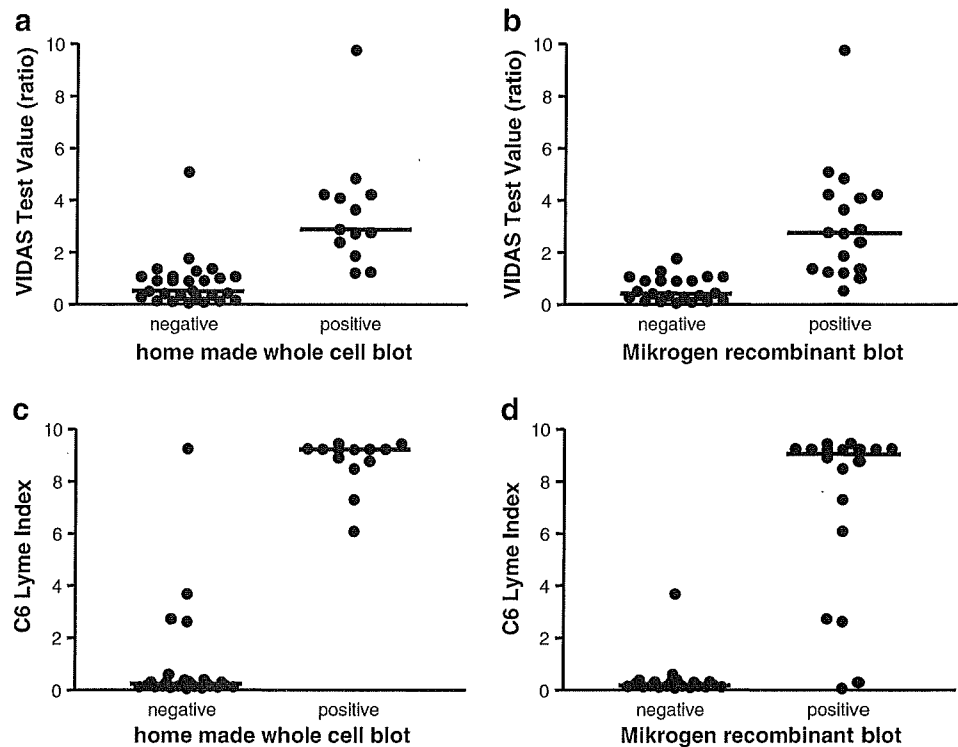 a
VIDAS Test Value (ratio)
10
8
6
4
2
0
negative positive
home made whole cell blot
b
VIDAS Test Value (ratio)
10
8
6
4
2
0
negative positive
Mikrogen recombinant blot
c
C6 Lyme Index
10
8
6
4
2
0
negative positive
home made whole cell blot
d
C6 Lyme Index
10
8
6
4
2
0
negative positive
Mikrogen recombinant blot